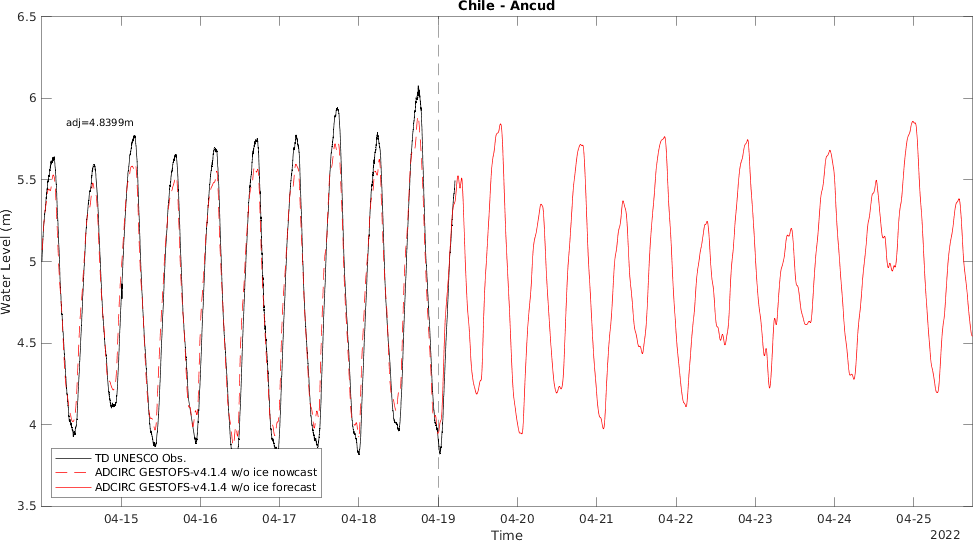 Chile - Ancud
6.5
6
5.5
5
4.5
4
3.5
Water Level (m)
adj=4.8399m
TD UNESCO Obs.
ADCIRC GESTOFS-v4.1.4 w/o ice nowcast
ADCIRC GESTOFS-v4.1.4 w/o ice forecast
04-15 04-16 04-17 04-18 04-19 04-20 04-21 04-22 04-23 04-24 04-25
Time
2022